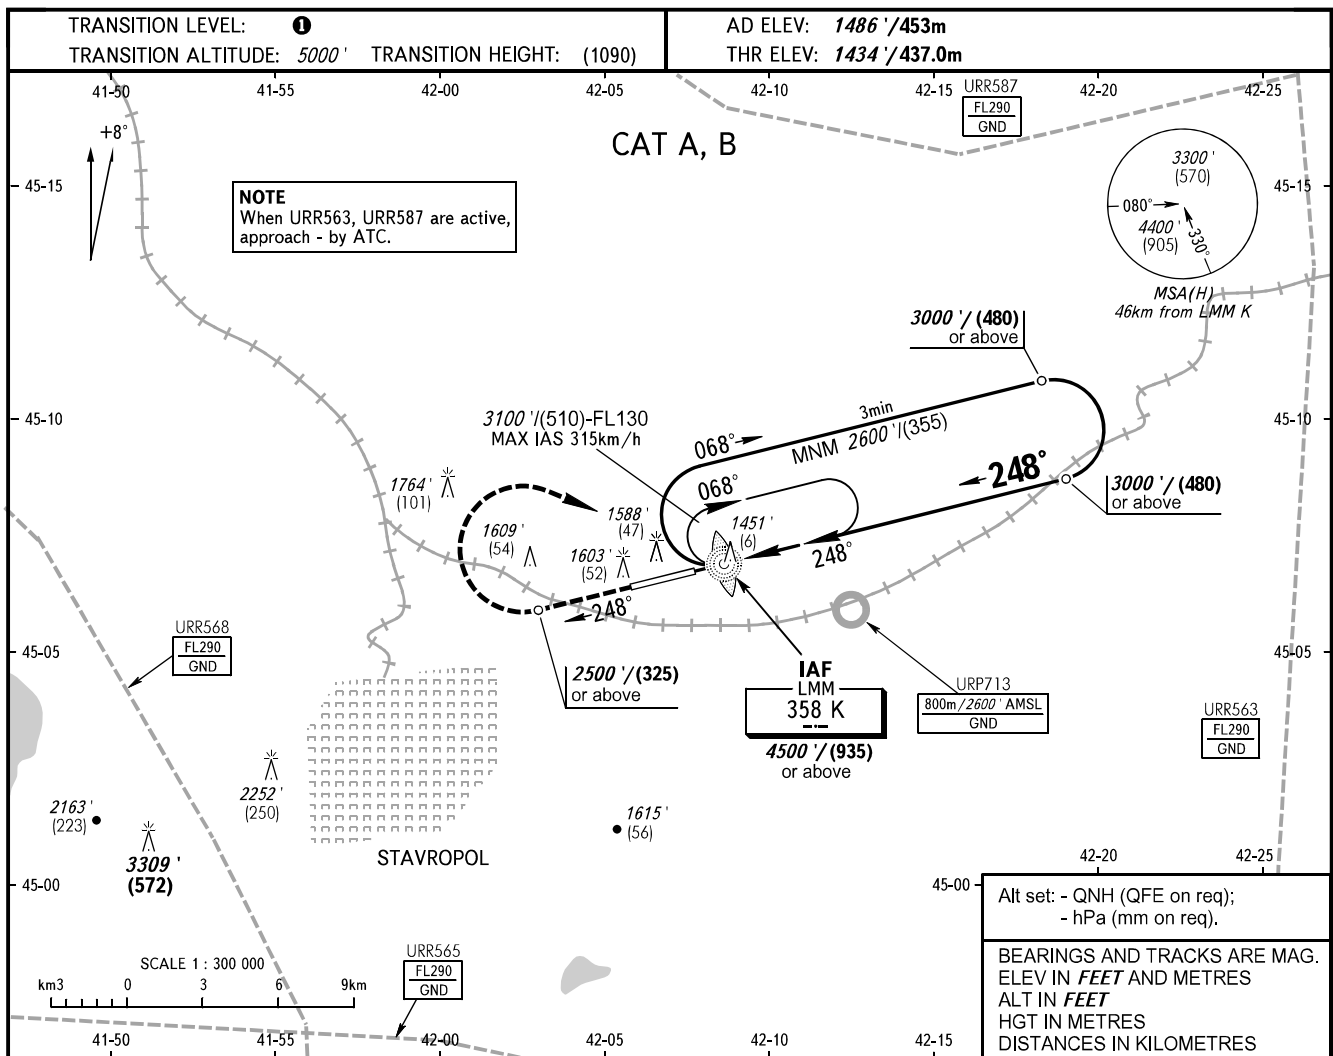 TRANSITION LEVEL: ❶
TRANSITION ALTITUDE: 5000 ' TRANSITION HEIGHT: (1090)
AD ELEV: 1486 '/453m
THR ELEV: 1434 '/437.0m
41-50
41-55
42-00
42-05
42-10
42-15
42-20
42-25
+8°
CAT A, B
URR587
FL290
GND
45-15
45-15
NOTE
When URR563, URR587 are active,
approach - by ATC.
3300 '
(570)
080°
4400 '
(905)
330°
MSA(H)
46km from LMM K
3000 '/ (480)
or above
3100 '/(510)-FL130
MAX IAS 315km/h
45-10
45-10
3min
MNM 2600 '/(355)
068°
248°
068°
3000 '/ (480)
or above
1764 '
(101)
1588 '
(47)
1609 '
(54)
1603 '
(52)
1451 '
(6)
248°
248°
URR568
FL290
GND
45-05
45-05
2500 '/(325)
or above
IAF
LMM
358 K
4500 '/(935)
or above
URP713
800m/2600 ' AMSL
GND
URR563
FL290
GND
2252 '
(250)
2163 '
(223)
3309 '
(572)
1615 '
(56)
STAVROPOL
42-20
42-25
45-00
45-00
Alt set: - QNH (QFE on req);
- hPa (mm on req).
URR565
FL290
GND
SCALE 1 : 300 000
km3 0 3 6 9km
BEARINGS AND TRACKS ARE MAG.
ELEV IN FEET AND METRES
ALT IN FEET
HGT IN METRES
DISTANCES IN KILOMETRES
41-50
41-55
42-00
42-05
42-10
42-15